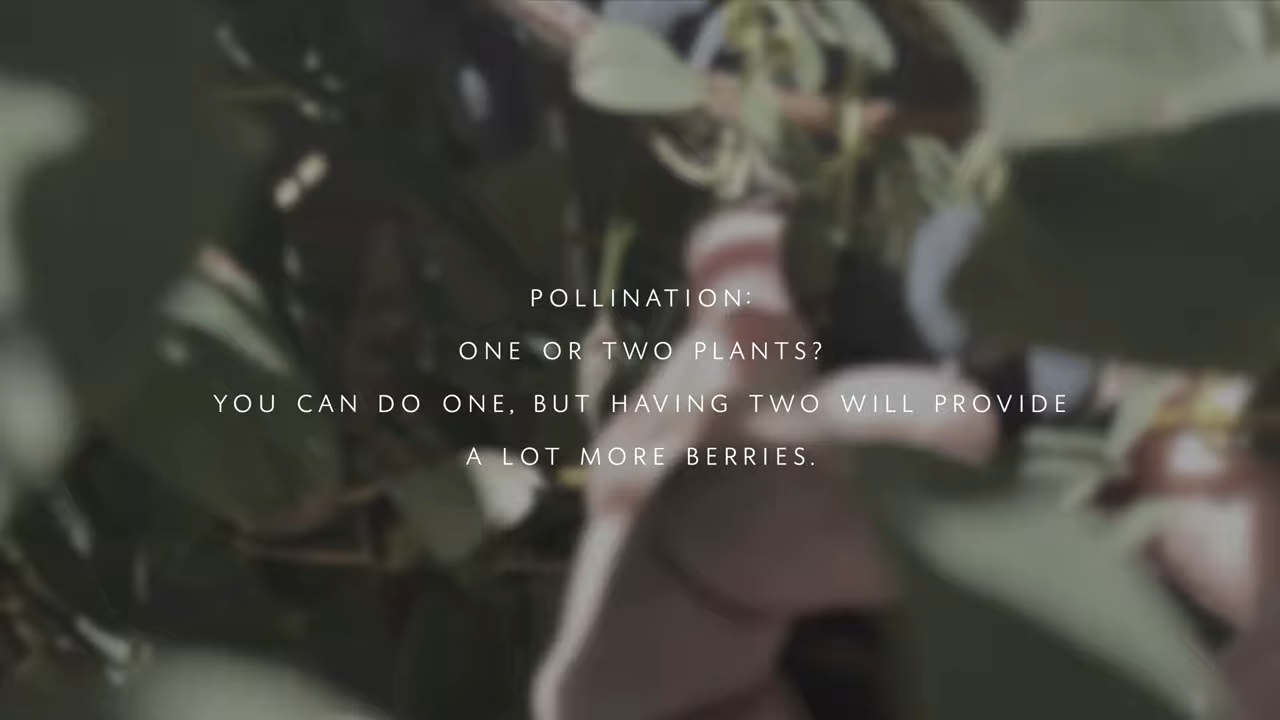 POLLINATION:
ONE OR TWO PLANTS?
YOU CAN DO ONE, BUT HAVING TWO WILL PROVIDE
A LOT MORE BERRIES.